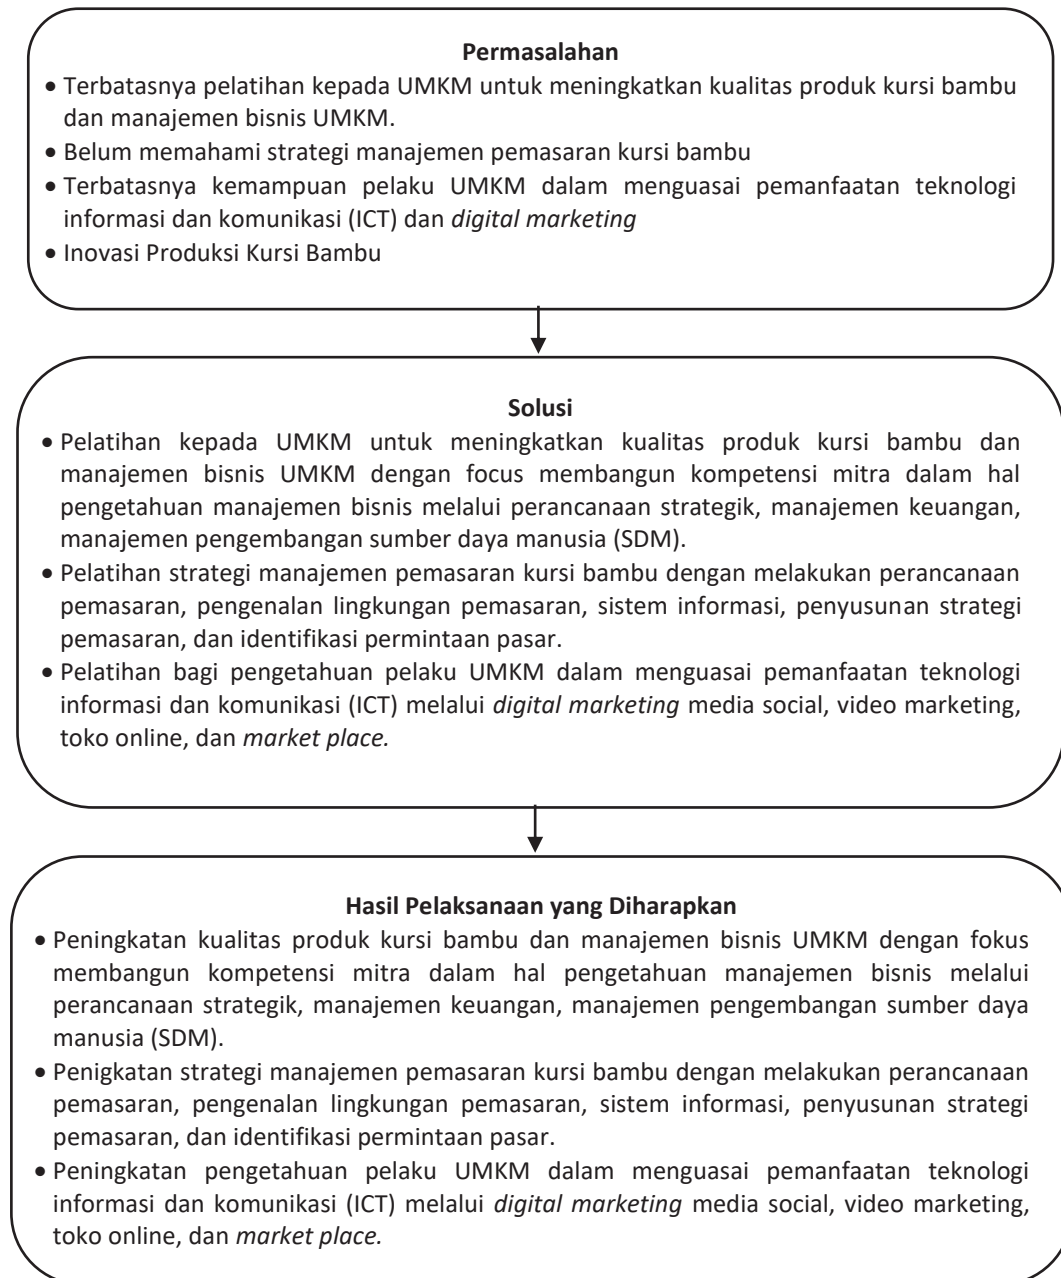 Permasalahan
• Terbatasnya pelatihan kepada UMKM untuk meningkatkan kualitas produk kursi bambu
dan manajemen bisnis UMKM.
• Belum memahami strategi manajemen pemasaran kursi bambu
• Terbatasnya kemampuan pelaku UMKM dalam menguasai pemanfaatan teknologi
informasi dan komunikasi (ICT) dan digital marketing
• Inovasi Produksi Kursi Bambu
Solusi
• Pelatihan kepada UMKM untuk meningkatkan kualitas produk kursi bambu dan
manajemen bisnis UMKM dengan focus membangun kompetensi mitra dalam hal
pengetahuan manajemen bisnis melalui perancanaan strategik, manajemen keuangan,
manajemen pengembangan sumber daya manusia (SDM).
• Pelatihan strategi manajemen pemasaran kursi bambu dengan melakukan perancanaan
pemasaran, pengenalan lingkungan pemasaran, sistem informasi, penyusunan strategi
pemasaran, dan identifikasi permintaan pasar.
• Pelatihan bagi pengetahuan pelaku UMKM dalam menguasai pemanfaatan teknologi
informasi dan komunikasi (ICT) melalui digital marketing media social, video marketing,
toko online, dan market place.
Hasil Pelaksanaan yang Diharapkan
• Peningkatan kualitas produk kursi bambu dan manajemen bisnis UMKM dengan fokus
membangun kompetensi mitra dalam hal pengetahuan manajemen bisnis melalui
perancanaan strategik, manajemen keuangan, manajemen pengembangan sumber daya
manusia (SDM).
• Penigkatan strategi manajemen pemasaran kursi bambu dengan melakukan perancanaan
pemasaran, pengenalan lingkungan pemasaran, sistem informasi, penyusunan strategi
pemasaran, dan identifikasi permintaan pasar.
• Peningkatan pengetahuan pelaku UMKM dalam menguasai pemanfaatan teknologi
informasi dan komunikasi (ICT) melalui digital marketing media social, video marketing,
toko online, dan market place.